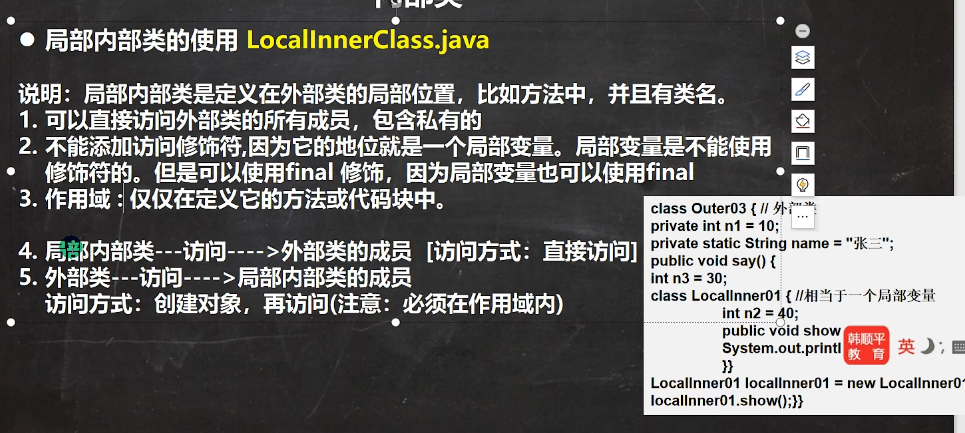 内部类
● 局部内部类的使用 LocalInnerClass.java
说明：局部内部类是定义在外部类的局部位置，比如方法中，并且有类名。
1. 可以直接访问外部类的所有成员，包含私有的
2. 不能添加访问修饰符,因为它的地位就是一个局部变量。局部变量是不能使用
修饰符的。但是可以使用final 修饰，因为局部变量也可以使用final
3. 作用域 : 仅仅在定义它的方法或代码块中。
4. 局部内部类---访问---->外部类的成员 [访问方式：直接访问]
5. 外部类---访问---->局部内部类的成员
访问方式：创建对象，再访问(注意：必须在作用域内)
class Outer03 { // 外部类
private int n1 = 10;
private static String name = "张三";
public void say() {
int n3 = 30;
class LocalInner01 { //相当于一个局部变量
int n2 = 40;
public void show
System.out.printl
}}
LocalInner01 localInner01 = new LocalInner01
localInner01.show();}}
韩顺平
教 育
英